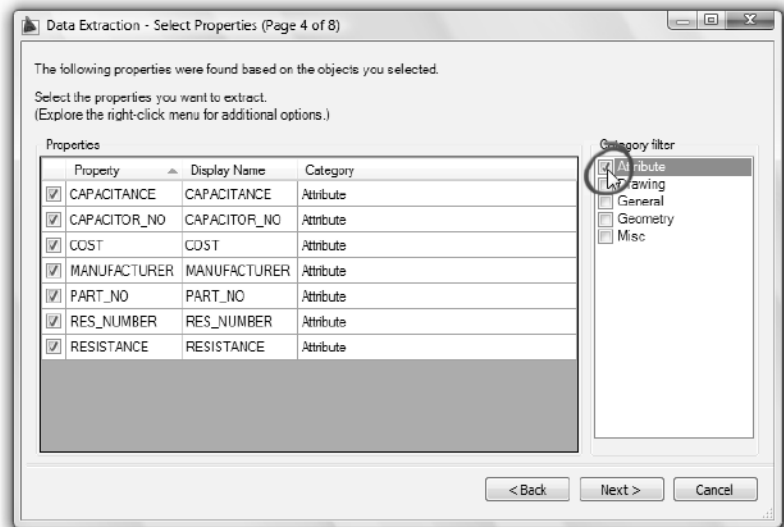 Data Extraction - Select Properties (Page 4 of 8)
The following properties were found based on the objects you selected.
Select the properties you want to extract.
(Explore the right-click menu for additional options.)
Properties
Property Display Name Category
CAPACITANCE CAPACITANCE Attribute
CAPACITOR_NO CAPACITOR_NO Attribute
COST COST Attribute
MANUFACTURER MANUFACTURER Attribute
PART_NO PART_NO Attribute
RES_NUMBER RES_NUMBER Attribute
RESISTANCE RESISTANCE Attribute
Category filter
Attribute
Drawing
General
Geometry
Misc
< Back Next > Cancel